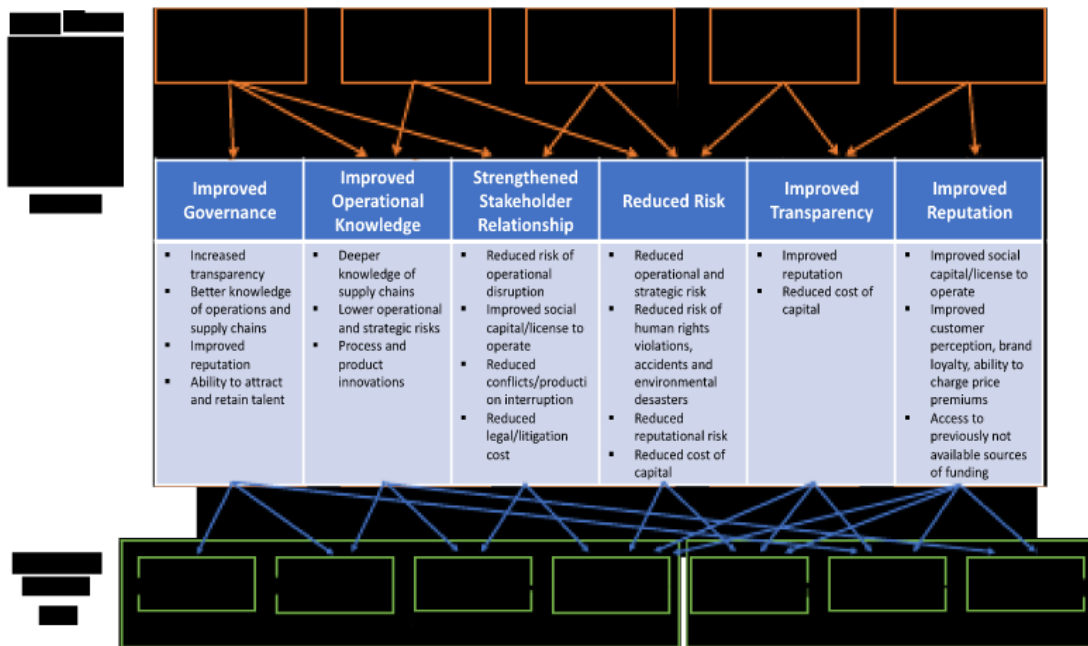 Improved
Governance
Improved
Operational
Knowledge
Strengthened
Stakeholder
Relationship
Reduced Risk
Improved
Transparency
Improved
Reputation
▪ Increased
transparency
▪ Better knowledge
of operations and
supply chains
▪ Improved
reputation
▪ Ability to attract
and retain talent
▪ Deeper
knowledge of
supply chains
▪ Lower operational
and strategic risks
▪ Process and
product
innovations
▪ Reduced risk of
operational
disruption
▪ Improved social
capital/license to
operate
▪ Reduced
conflicts/producti
on interruption
▪ Reduced
legal/litigation
cost
▪ Reduced
operational and
strategic risk
▪ Reduced risk of
human rights
violations,
accidents and
environmental
desasters
▪ Reduced
reputational risk
▪ Reduced cost of
capital
▪ Improved
reputation
▪ Reduced cost of
capital
▪ Improved social
capital/license to
operate
▪ Improved
customer
perception, brand
loyalty, ability to
charge price
premiums
▪ Access to
previously not
available sources
of funding